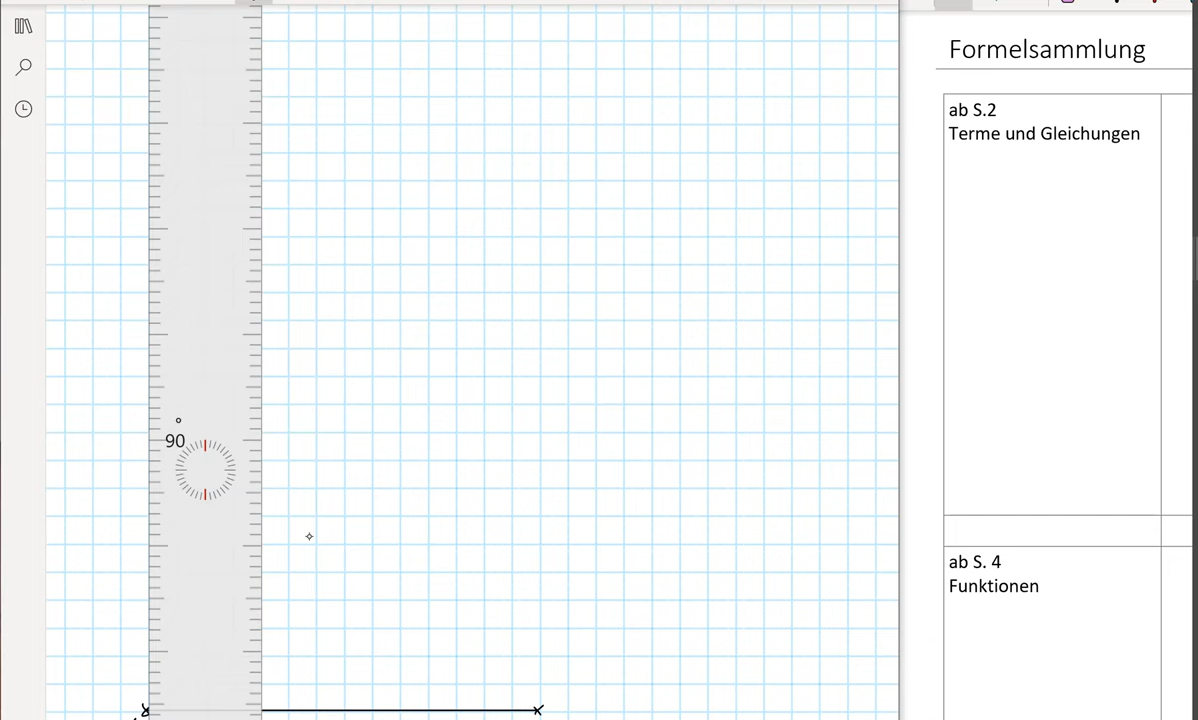 Formelsammlung
ab S.2
Terme und Gleichungen
90°
ab S. 4
Funktionen